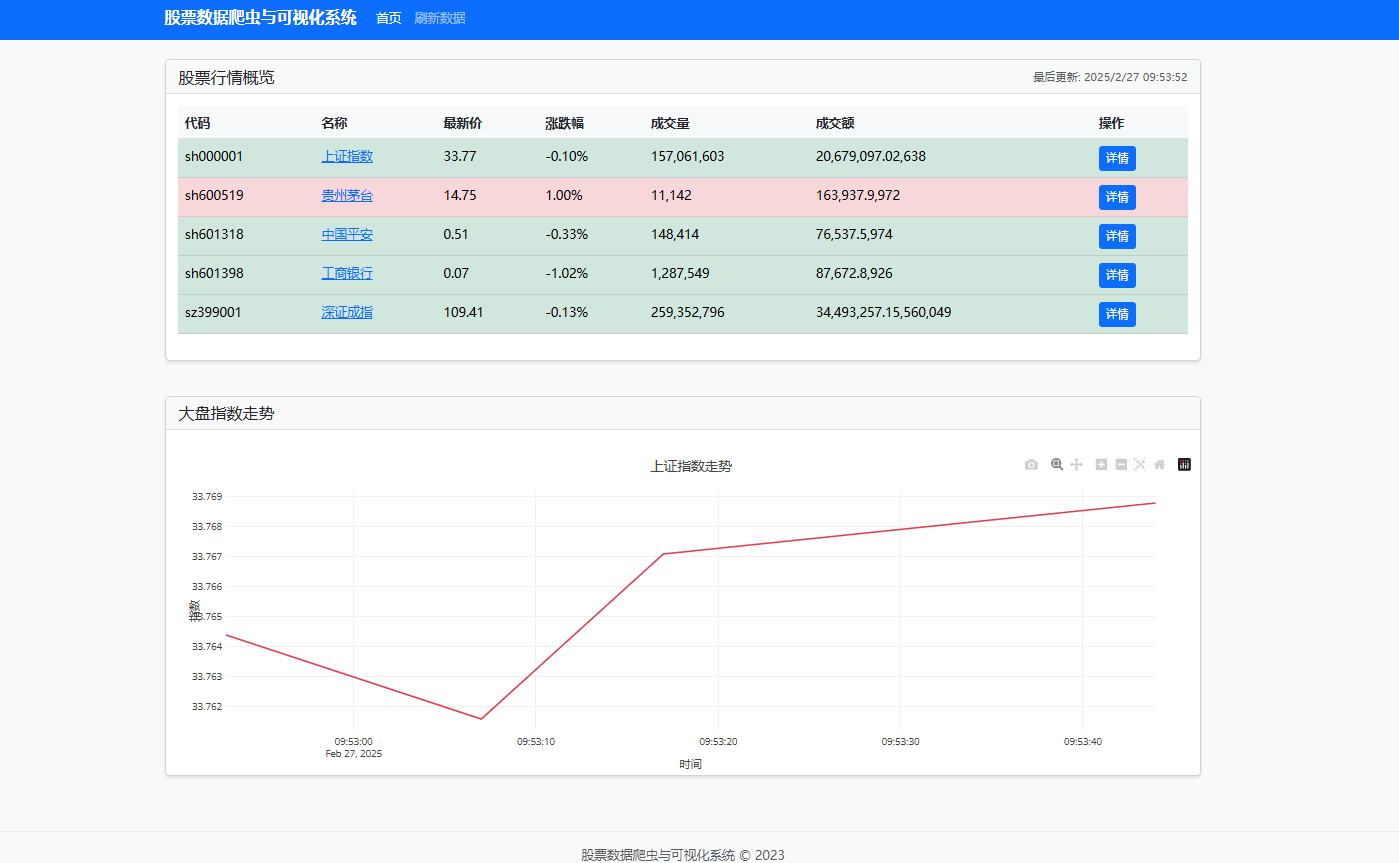 股票数据爬虫与可视化系统 首页 刷新数据
股票行情概览 最后更新: 2025/2/27 09:53:52
代码 名称 最新价 涨跌幅 成交量 成交额 操作
sh000001 上证指数 33.77 -0.10% 157,061,603 20,679,097.02,638 详情
sh600519 贵州茅台 14.75 1.00% 11,142 163,937.9,972 详情
sh601318 中国平安 0.51 -0.33% 148,414 76,537.5,974 详情
sh601398 工商银行 0.07 -1.02% 1,287,549 87,672.8,926 详情
sz399001 深证成指 109.41 -0.13% 259,352,796 34,493,257.15,560,049 详情
大盘指数走势
上证指数走势
33.769
33.768
33.767
33.766
33.765
33.764
33.763
33.762
指数
09:53:00 09:53:10 09:53:20 09:53:30 09:53:40
Feb 27, 2025
时间
股票数据爬虫与可视化系统 © 2023